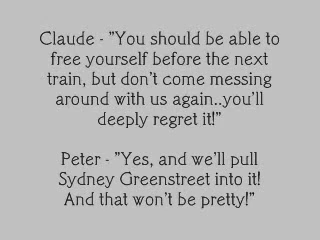 Claude - "You should be able to
free yourself before the next
train, but don't come messing
around with us again..you'll
deeply regret it!"
Peter - "Yes, and we'll pull
Sydney Greenstreet into it!
And that won't be pretty!"